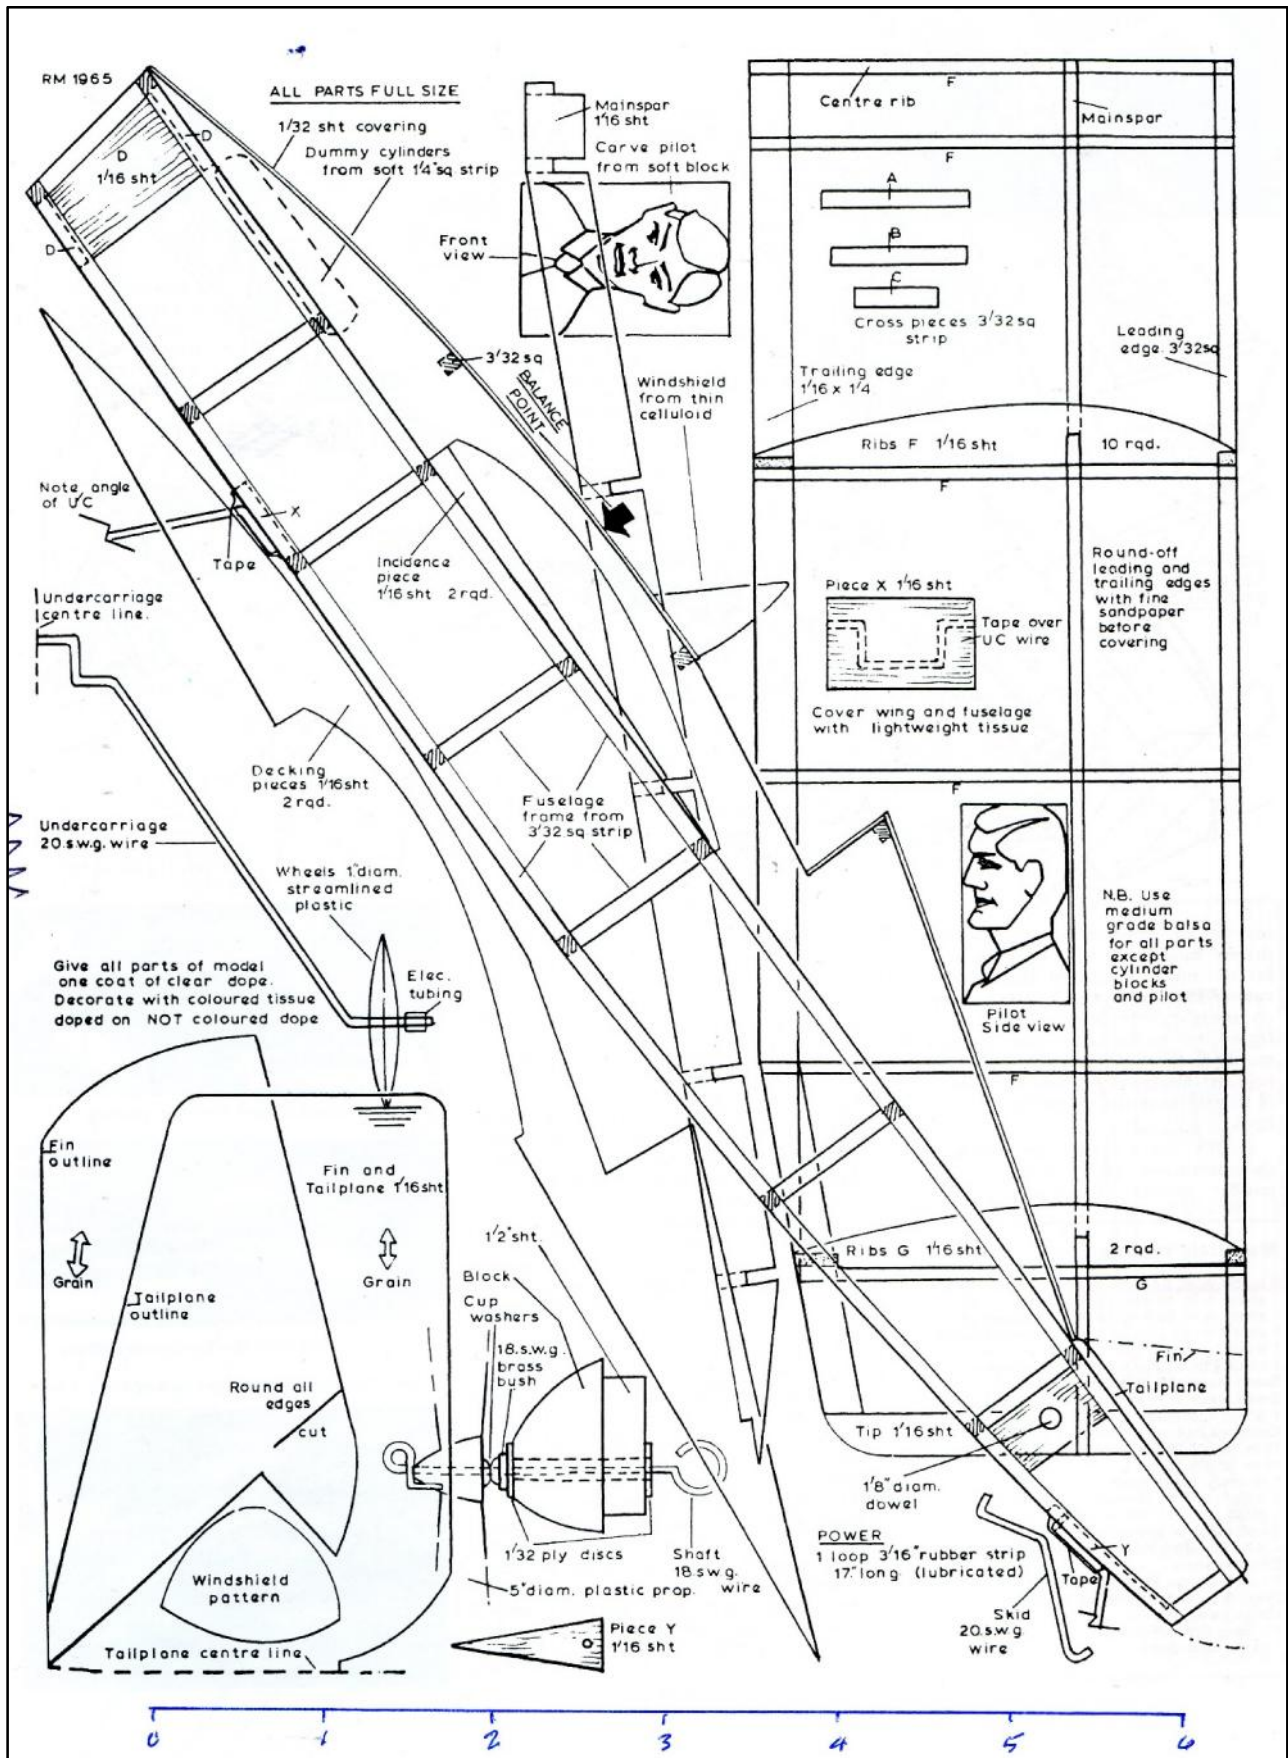 RM 1965
ALL PARTS FULL SIZE
1/32 sht covering
Dummy cylinders
from soft 1/4" sq strip
D
D
1/16 sht
D
Mainspar
1/16 sht
Carve pilot
from soft block
Front
view
Centre rib
F
Mainspar
F
A
B
C
Cross pieces 3/32 sq
strip
Leading
edge 3/32sq
3/32 sq
BALANCE
POINT
Windshield
from thin
celluloid
Trailing edge
1/16 x 1/4
Ribs F 1/16 sht
10 rqd.
F
Note angle
of U/C
X
Tape
Incidence
piece
1/16 sht 2 rqd.
Piece X 1/16 sht
Tape over
UC wire
Round-off
leading and
trailing edges
with fine
sandpaper
before
covering
Undercarriage
centre line.
Cover wing and fuselage
with lightweight tissue
Decking
pieces 1/16 sht
2 rqd.
Fuselage
frame from
3/32 sq strip
F
Undercarriage
20.s.w.g. wire
Wheels 1" diam.
streamlined
plastic
N.B. Use
medium
grade balsa
for all parts
except
cylinder
blocks
and pilot
Give all parts of model
one coat of clear dope.
Decorate with coloured tissue
doped on NOT coloured dope
Elec.
tubing
Pilot
Side view
F
Fin
outline
Fin and
Tailplane 1/16 sht
Grain
Grain
Tailplane
outline
1/2" sht.
Block
Cup
washers
18.s.w.g.
brass
bush
Ribs G 1/16 sht
2 rqd.
G
Fin
Tailplane
Round all
edges
cut
Tip 1/16 sht
1/8" diam.
dowel
1/32 ply discs
Shaft
18.s.w.g.
wire
POWER
1 loop 3/16" rubber strip
17" long (lubricated)
Y
Tape
Skid
20.s.w.g
wire
Windshield
pattern
5" diam. plastic prop.
Piece Y
1/16 sht
Tailplane centre line
0 1 2 3 4 5 6